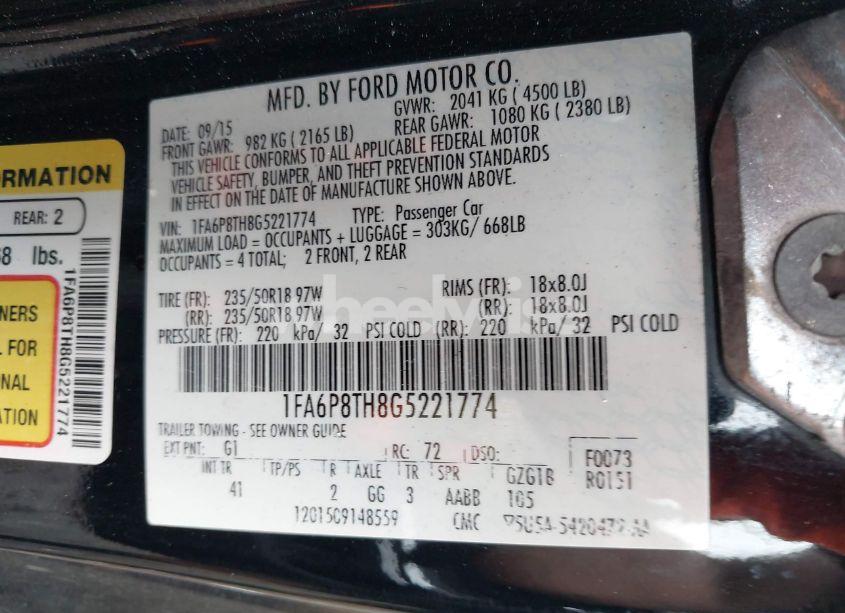 MFD. BY FORD MOTOR CO.
DATE: 09/15 GVWR: 2041 KG ( 4500 LB)
FRONT GAWR: 982 KG ( 2165 LB) REAR GAWR: 1080 KG ( 2380 LB)
THIS VEHICLE CONFORMS TO ALL APPLICABLE FEDERAL MOTOR
VEHICLE SAFETY, BUMPER, AND THEFT PREVENTION STANDARDS
IN EFFECT ON THE DATE OF MANUFACTURE SHOWN ABOVE.
VIN: 1FA6P8TH8G5221774 TYPE: Passenger Car
MAXIMUM LOAD = OCCUPANTS + LUGGAGE = 303KG/ 668LB
OCCUPANTS = 4 TOTAL; 2 FRONT, 2 REAR
TIRE (FR): 235/50R18 97W RIMS (FR): 18x8.0J
(RR): 235/50R18 97W (RR): 18x8.0J
PRESSURE (FR): 220 kPa/ 32 PSI COLD (RR): 220 kPa/ 32 PSI COLD
1FA6P8TH8G5221774
TRAILER TOWING - SEE OWNER GUIDE
EXT PNT: G1 RC: 72 DSO: F0073
R0151
INT TR TP/PS R AXLE TR SPR GZGTB
41 2 GG 3 AABB 105
1201509148559 CMC
ORMATION
REAR: 2
8 lbs.
1FA6P8TH8G5221774
NERS
L FOR
ONAL
ION